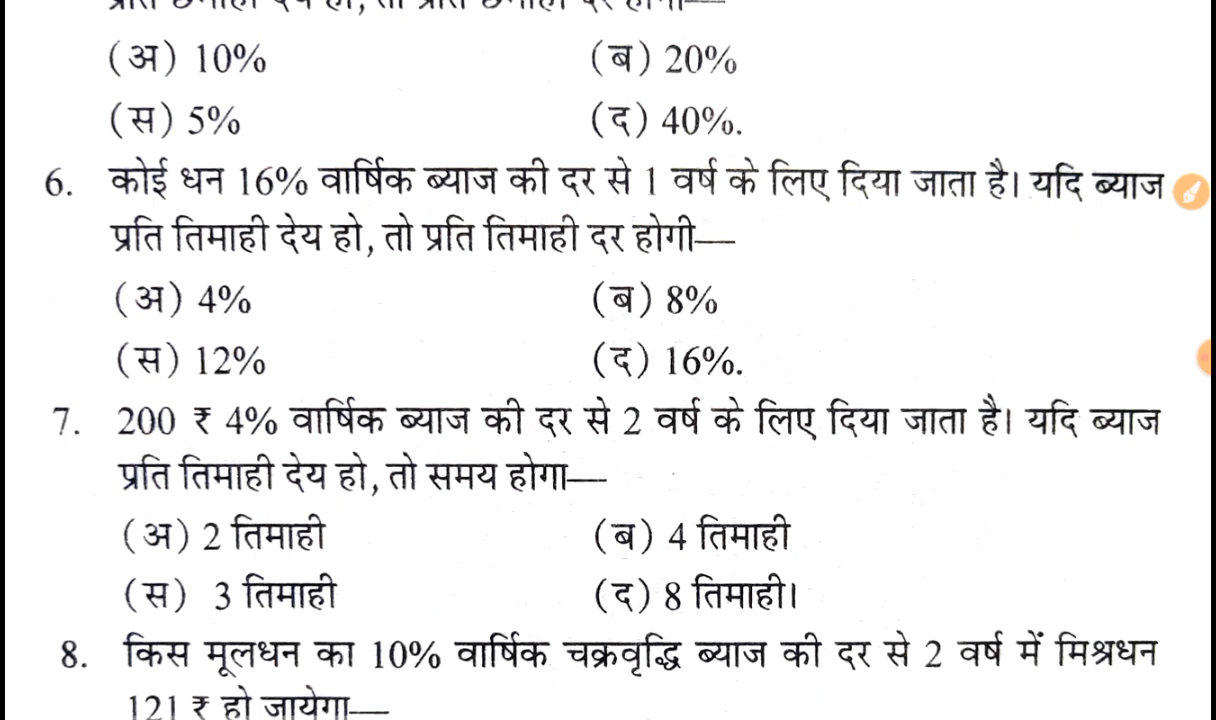 (अ) 10% (ब) 20%
(स) 5% (द) 40%.
6. कोई धन 16% वार्षिक ब्याज की दर से 1 वर्ष के लिए दिया जाता है। यदि ब्याज
प्रति तिमाही देय हो, तो प्रति तिमाही दर होगी—
(अ) 4% (ब) 8%
(स) 12% (द) 16%.
7. 200 ₹ 4% वार्षिक ब्याज की दर से 2 वर्ष के लिए दिया जाता है। यदि ब्याज
प्रति तिमाही देय हो, तो समय होगा—
(अ) 2 तिमाही (ब) 4 तिमाही
(स) 3 तिमाही (द) 8 तिमाही।
8. किस मूलधन का 10% वार्षिक चक्रवृद्धि ब्याज की दर से 2 वर्ष में मिश्रधन
121 ₹ हो जायेगा—